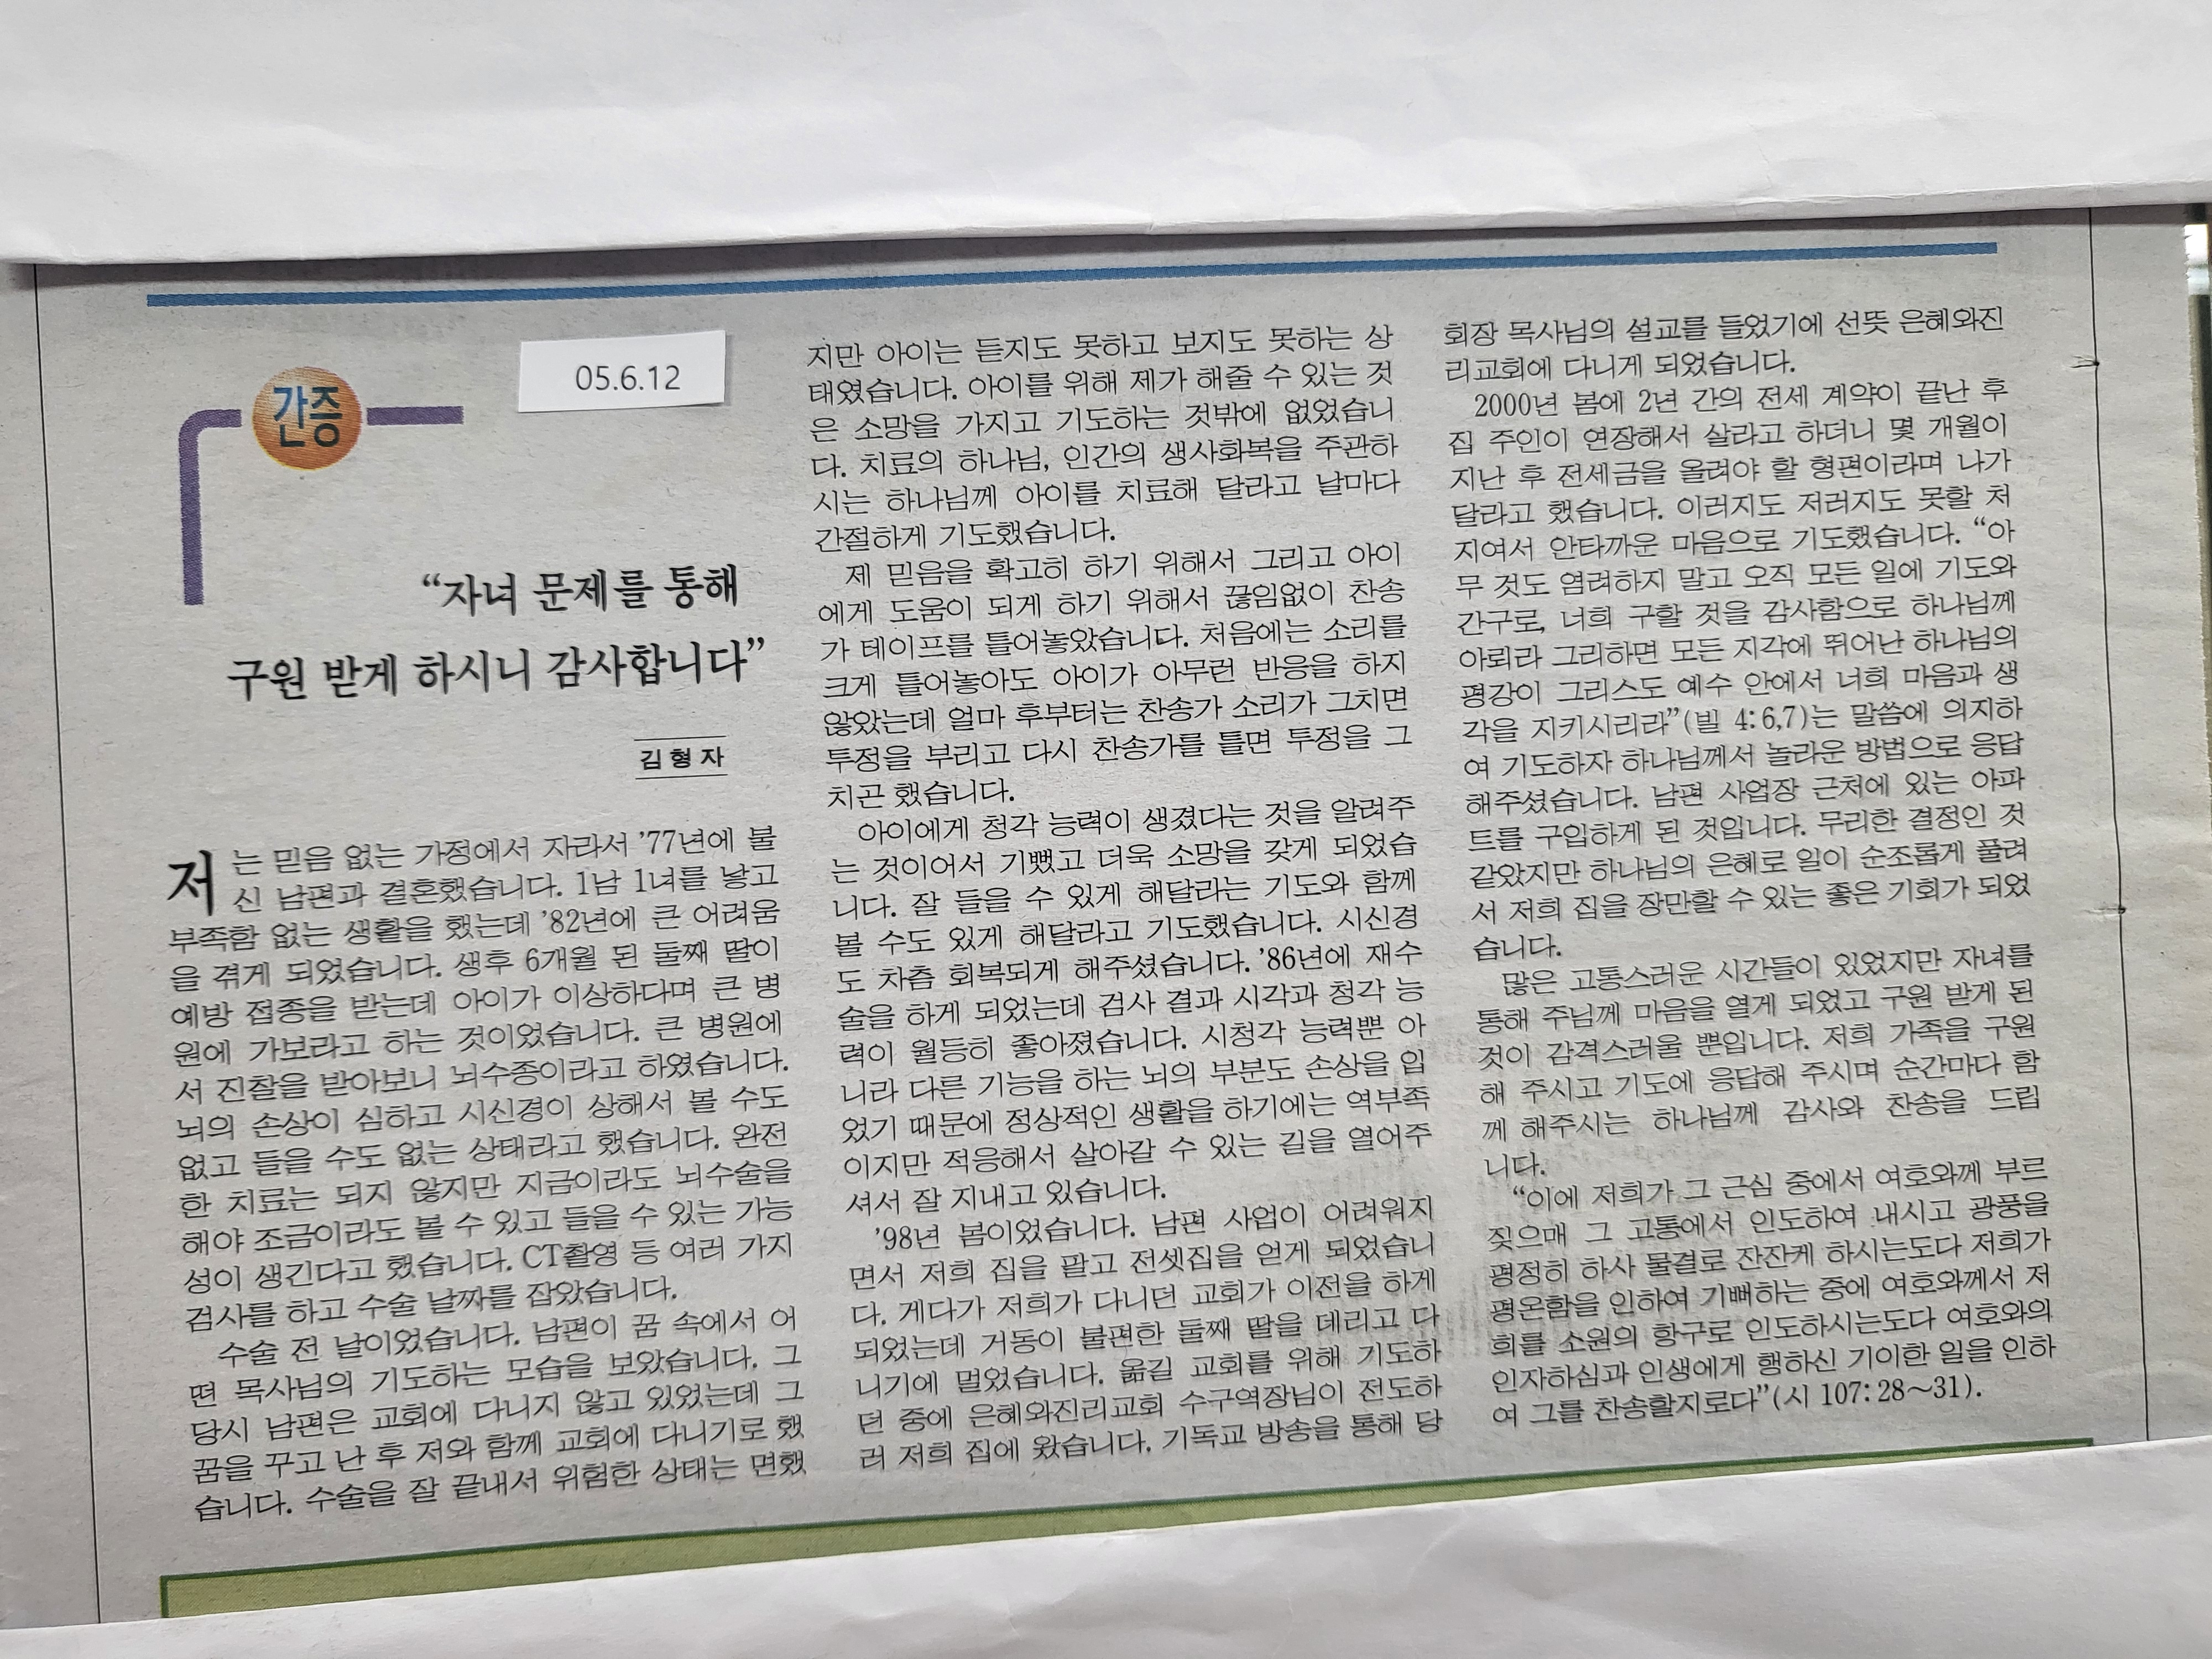 간증
05.6.12
“자녀 문제를 통해
구원 받게 하시니 감사합니다”
김형자
저는 믿음 없는 가정에서 자라서 ’77년에 불
신 남편과 결혼했습니다. 1남 1녀를 낳고
부족함 없는 생활을 했는데 ’82년에 큰 어려움
을 겪게 되었습니다. 생후 6개월 된 둘째 딸이
예방 접종을 받는데 아이가 이상하다며 큰 병
원에 가보라고 하는 것이었습니다. 큰 병원에
서 진찰을 받아보니 뇌수종이라고 하였습니다.
뇌의 손상이 심하고 시신경이 상해서 볼 수도
없고 들을 수도 없는 상태라고 했습니다. 완전
한 치료는 되지 않지만 지금이라도 뇌수술을
해야 조금이라도 볼 수 있고 들을 수 있는 가능
성이 생긴다고 했습니다. CT촬영 등 여러 가지
검사를 하고 수술 날짜를 잡았습니다.
수술 전 날이었습니다. 남편이 꿈 속에서 어
떤 목사님의 기도하는 모습을 보았습니다. 그
당시 남편은 교회에 다니지 않고 있었는데 그
꿈을 꾸고 난 후 저와 함께 교회에 다니기로 했
습니다. 수술을 잘 끝내서 위험한 상태는 면했
지만 아이는 듣지도 못하고 보지도 못하는 상
태였습니다. 아이를 위해 제가 해줄 수 있는 것
은 소망을 가지고 기도하는 것밖에 없었습니
다. 치료의 하나님, 인간의 생사화복을 주관하
시는 하나님께 아이를 치료해 달라고 날마다
간절하게 기도했습니다.
제 믿음을 확고히 하기 위해서 그리고 아이
에게 도움이 되게 하기 위해서 끊임없이 찬송
가 테이프를 틀어놓았습니다. 처음에는 소리를
크게 틀어놓아도 아이가 아무런 반응을 하지
않았는데 얼마 후부터는 찬송가 소리가 그치면
투정을 부리고 다시 찬송가를 틀면 투정을 그
치곤 했습니다.
아이에게 청각 능력이 생겼다는 것을 알려주
는 것이어서 기뻤고 더욱 소망을 갖게 되었습
니다. 잘 들을 수 있게 해달라는 기도와 함께
볼 수도 있게 해달라고 기도했습니다. 시신경
도 차츰 회복되게 해주셨습니다. ’86년에 재수
술을 하게 되었는데 검사 결과 시각과 청각 능
력이 월등히 좋아졌습니다. 시청각 능력뿐 아
니라 다른 기능을 하는 뇌의 부분도 손상을 입
었기 때문에 정상적인 생활을 하기에는 역부족
이지만 적응해서 살아갈 수 있는 길을 열어주
셔서 잘 지내고 있습니다.
’98년 봄이었습니다. 남편 사업이 어려워지
면서 저희 집을 팔고 전셋집을 얻게 되었습니
다. 게다가 저희가 다니던 교회가 이전을 하게
되었는데 거동이 불편한 둘째 딸을 데리고 다
니기에 멀었습니다. 옮길 교회를 위해 기도하
던 중에 은혜와진리교회 수구역장님이 전도하
러 저희 집에 왔습니다. 기독교 방송을 통해 당
회장 목사님의 설교를 들었기에 선뜻 은혜와진
리교회에 다니게 되었습니다.
2000년 봄에 2년 간의 전세 계약이 끝난 후
집 주인이 연장해서 살라고 하더니 몇 개월이
지난 후 전세금을 올려야 할 형편이라며 나가
달라고 했습니다. 이러지도 저러지도 못할 처
지여서 안타까운 마음으로 기도했습니다. “아
무 것도 염려하지 말고 오직 모든 일에 기도와
간구로, 너희 구할 것을 감사함으로 하나님께
아뢰라 그리하면 모든 지각에 뛰어난 하나님의
평강이 그리스도 예수 안에서 너희 마음과 생
각을 지키시리라”(빌 4:6,7)는 말씀에 의지하
여 기도하자 하나님께서 놀라운 방법으로 응답
해주셨습니다. 남편 사업장 근처에 있는 아파
트를 구입하게 된 것입니다. 무리한 결정인 것
같았지만 하나님의 은혜로 일이 순조롭게 풀려
서 저희 집을 장만할 수 있는 좋은 기회가 되었
습니다.
많은 고통스러운 시간들이 있었지만 자녀를
통해 주님께 마음을 열게 되었고 구원 받게 된
것이 감격스러울 뿐입니다. 저희 가족을 구원
해 주시고 기도에 응답해 주시며 순간마다 함
께 해주시는 하나님께 감사와 찬송을 드립
니다.
“이에 저희가 그 근심 중에서 여호와께 부르
짖으매 그 고통에서 인도하여 내시고 광풍을
평정히 하사 물결로 잔잔케 하시는도다 저희가
평온함을 인하여 기뻐하는 중에 여호와께서 저
희를 소원의 항구로 인도하시는도다 여호와의
인자하심과 인생에게 행하신 기이한 일을 인하
여 그를 찬송할지로다”(시 107:28~31).